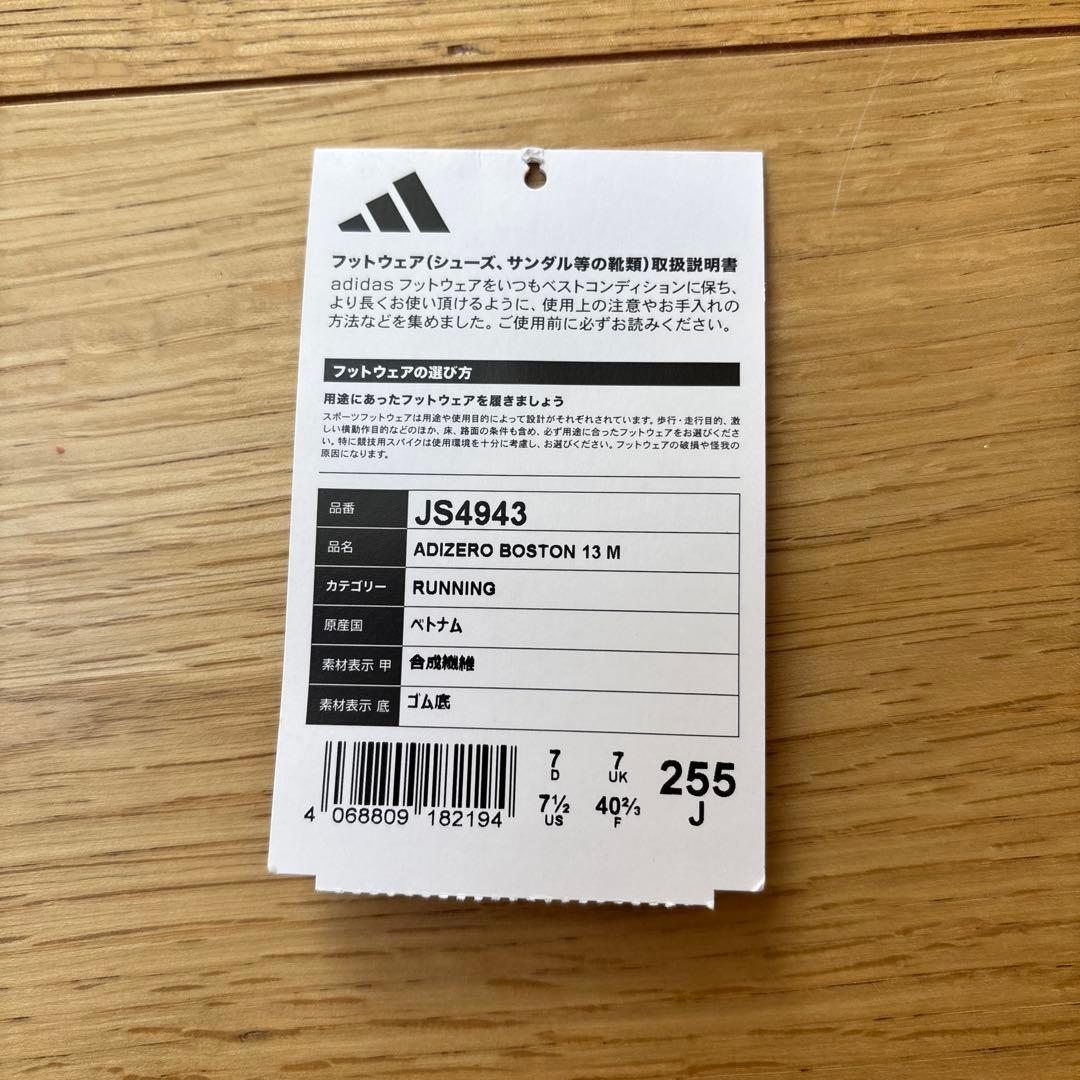 フットウェア(シューズ、サンダル等の靴類)取扱説明書
adidas フットウェアをいつもベストコンディションに保ち、
より長くお使い頂けるように、使用上の注意やお手入れの
方法などを集めました。ご使用前に必ずお読みください。
フットウェアの選び方
用途にあったフットウェアを履きましょう
スポーツフットウェアは用途や使用目的によって設計がそれぞれされています。歩行・走行目的、激
しい横動作目的などのほか、床、路面の条件も含め、必ず用途に合ったフットウェアをお選びくださ
い。特に競技用スパイクは使用環境を十分に考慮し、お選びください。フットウェアの破損や怪我の
原因になります。
品番 JS4943
品名 ADIZERO BOSTON 13 M
カテゴリー RUNNING
原産国 ベトナム
素材表示 甲 合成繊維
素材表示 底 ゴム底
7 D 7 UK 255 J
7½ US 40⅔ F
4 068809 182194